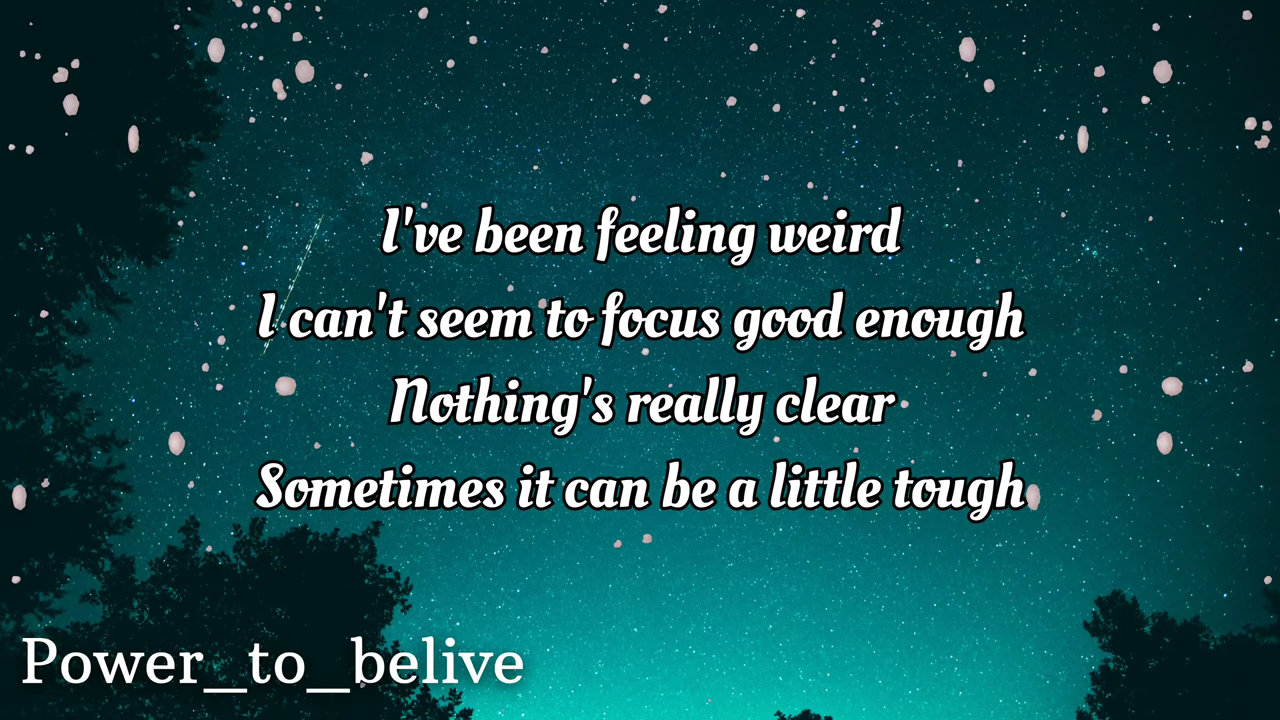 I've been feeling weird
I can't seem to focus good enough
Nothing's really clear
Sometimes it can be a little tough
Power_to_belive